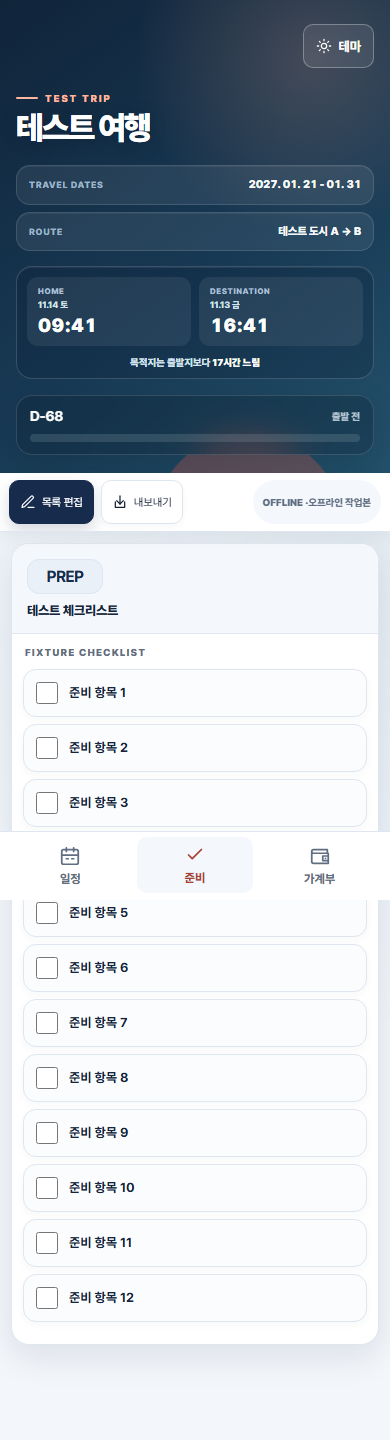 테마
TEST TRIP
테스트 여행
TRAVEL DATES
2027. 01. 21 - 01. 31
ROUTE
테스트 도시 A → B
HOME
11.14 토
09:41
DESTINATION
11.13 금
16:41
목적지는 출발지보다 17시간 느림
D-68
출발 전
목록 편집
내보내기
OFFLINE ·오프라인 작업본
PREP
테스트 체크리스트
FIXTURE CHECKLIST
준비 항목 1
준비 항목 2
준비 항목 3
일정
준비
가계부
준비 항목 5
준비 항목 6
준비 항목 7
준비 항목 8
준비 항목 9
준비 항목 10
준비 항목 11
준비 항목 12